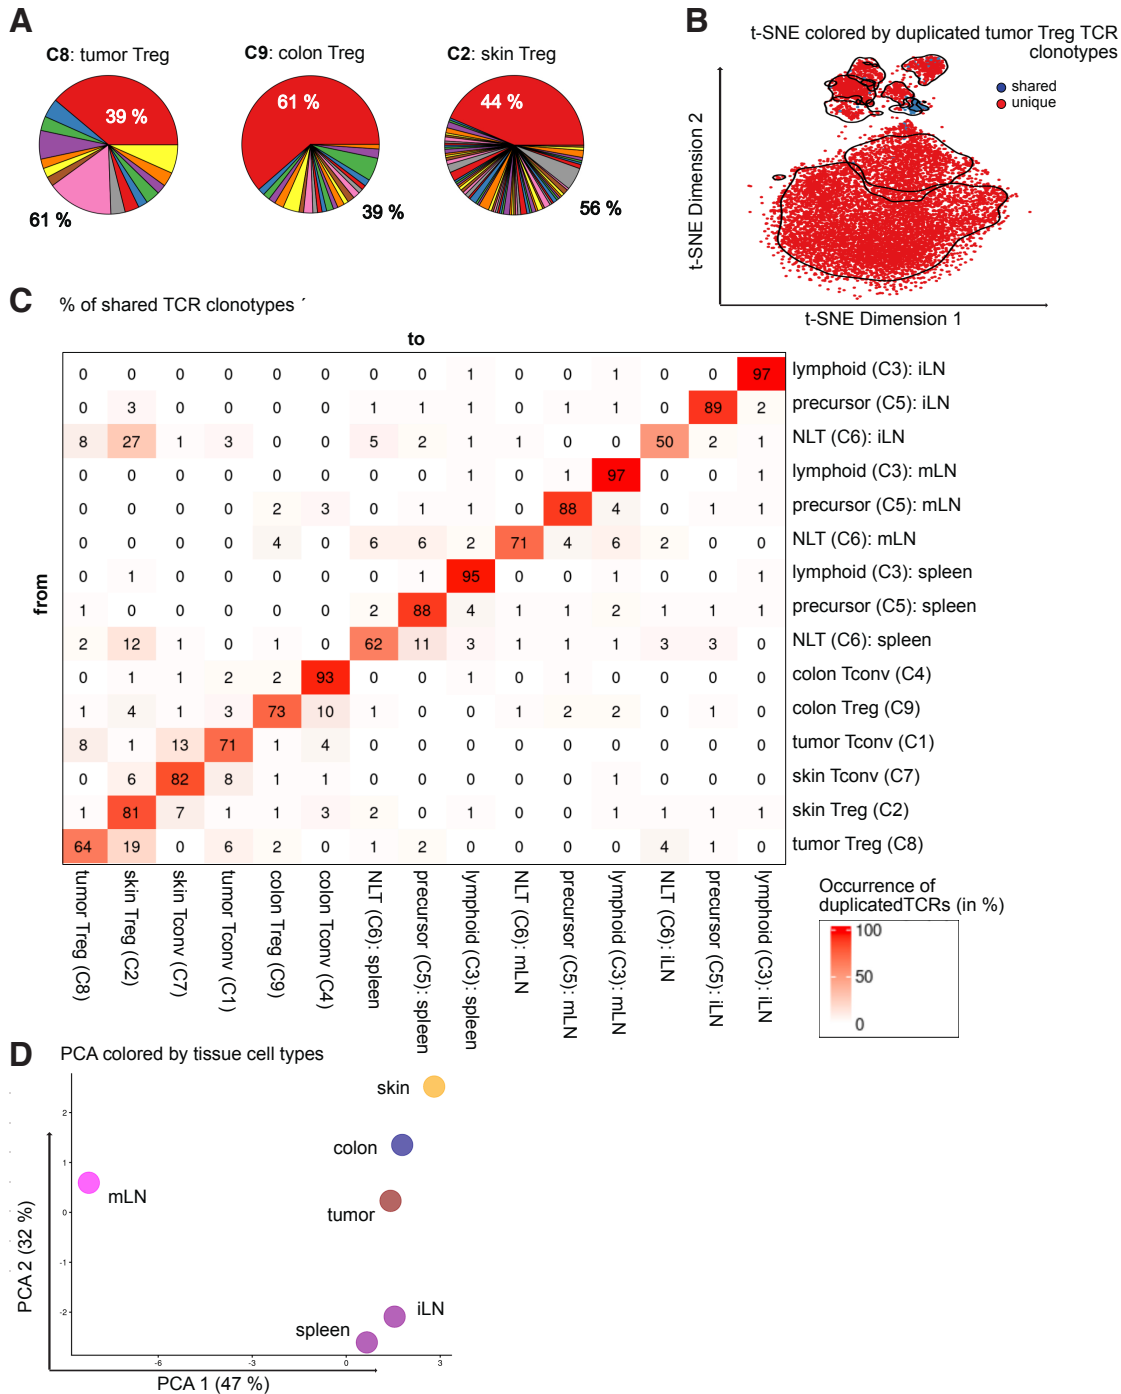 A
C8: tumor Treg
C9: colon Treg
C2: skin Treg
39 %
61 %
44 %
61 %
39 %
56 %
B
t-SNE colored by duplicated tumor Treg TCR
clonotypes
shared
unique
t-SNE Dimension 2
t-SNE Dimension 1
C
% of shared TCR clonotypes ´
to
from
0 0 0 0 0 0 0 0 1 0 0 1 0 0 97 lymphoid (C3): iLN
0 3 0 0 0 0 1 1 1 0 1 1 0 89 2 precursor (C5): iLN
8 27 1 3 0 0 5 2 1 1 0 0 50 2 1 NLT (C6): iLN
0 0 0 0 0 0 0 0 1 0 1 97 0 0 1 lymphoid (C3): mLN
0 0 0 0 2 3 0 1 1 0 88 4 0 1 1 precursor (C5): mLN
0 0 0 0 4 0 6 6 2 71 4 6 2 0 0 NLT (C6): mLN
0 1 0 0 0 0 0 1 95 0 0 1 0 0 1 lymphoid (C3): spleen
1 0 0 0 0 0 2 88 4 1 1 2 1 1 1 precursor (C5): spleen
2 12 1 0 1 0 62 11 3 1 1 1 3 3 0 NLT (C6): spleen
0 1 1 2 2 93 0 0 1 0 1 0 0 0 0 colon Tconv (C4)
1 4 1 3 73 10 1 0 0 1 2 2 0 1 0 colon Treg (C9)
8 1 13 71 1 4 0 0 0 0 0 0 0 0 0 tumor Tconv (C1)
0 6 82 8 1 1 0 0 0 0 0 1 0 0 0 skin Tconv (C7)
1 81 7 1 1 3 2 0 1 0 0 1 1 1 1 skin Treg (C2)
64 19 0 6 2 0 1 2 0 0 0 0 4 1 0 tumor Treg (C8)
tumor Treg (C8)
skin Treg (C2)
skin Tconv (C7)
tumor Tconv (C1)
colon Treg (C9)
colon Tconv (C4)
NLT (C6): spleen
precursor (C5): spleen
lymphoid (C3): spleen
NLT (C6): mLN
precursor (C5): mLN
lymphoid (C3): mLN
NLT (C6): iLN
precursor (C5): iLN
lymphoid (C3): iLN
Occurrence of
duplicatedTCRs (in %)
100
50
0
D
PCA colored by tissue cell types
skin
colon
mLN
tumor
iLN
spleen
2
1
0
-1
-2
PCA 2 (32 %)
-6 -3 0 3
PCA 1 (47 %)